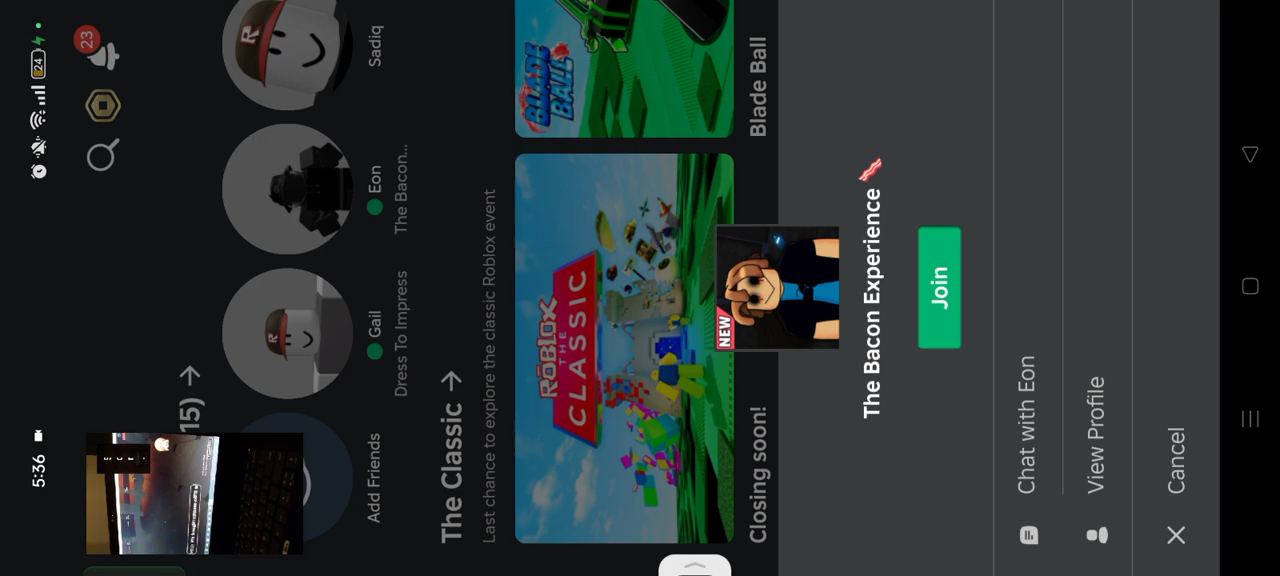 5:36
24
23
15) →
Add Friends
Gail
Dress To Impress
Eon
The Bacon...
Sadiq
The Classic →
Last chance to explore the classic Roblox event
ROBLOX
THE
CLASSIC
BLADE
BALL
Closing soon!
Blade Ball
NEW
The Bacon Experience 🥓
Join
Chat with Eon
View Profile
Cancel